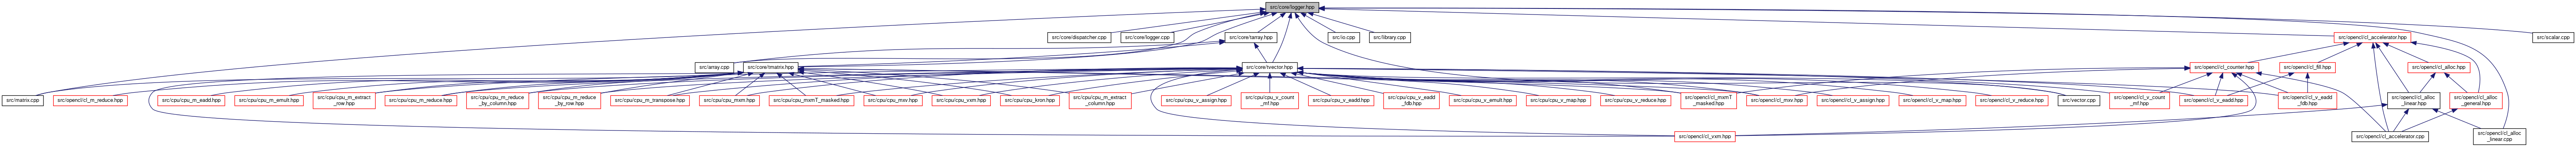 src/core/logger.hpp
src/core/dispatcher.cpp
src/core/logger.cpp
src/core/tarray.hpp
src/io.cpp
src/library.cpp
src/opencl/cl_accelerator.hpp
src/scalar.cpp
src/array.cpp
src/core/tmatrix.hpp
src/core/tvector.hpp
src/opencl/cl_counter.hpp
src/opencl/cl_fill.hpp
src/opencl/cl_alloc.hpp
src/matrix.cpp
src/opencl/cl_m_reduce.hpp
src/cpu/cpu_m_eadd.hpp
src/cpu/cpu_m_emult.hpp
src/cpu/cpu_m_extract
_row.hpp
src/cpu/cpu_m_reduce.hpp
src/cpu/cpu_m_reduce
_by_column.hpp
src/cpu/cpu_m_reduce
_by_row.hpp
src/cpu/cpu_m_transpose.hpp
src/cpu/cpu_mxm.hpp
src/cpu/cpu_mxmT_masked.hpp
src/cpu/cpu_mxv.hpp
src/cpu/cpu_vxm.hpp
src/cpu/cpu_kron.hpp
src/cpu/cpu_m_extract
_column.hpp
src/cpu/cpu_v_assign.hpp
src/cpu/cpu_v_count
_mf.hpp
src/cpu/cpu_v_eadd.hpp
src/cpu/cpu_v_eadd
_fdb.hpp
src/cpu/cpu_v_emult.hpp
src/cpu/cpu_v_map.hpp
src/cpu/cpu_v_reduce.hpp
src/opencl/cl_mxmT
_masked.hpp
src/opencl/cl_mxv.hpp
src/opencl/cl_v_assign.hpp
src/opencl/cl_v_map.hpp
src/opencl/cl_v_reduce.hpp
src/vector.cpp
src/opencl/cl_v_count
_mf.hpp
src/opencl/cl_v_eadd.hpp
src/opencl/cl_v_eadd
_fdb.hpp
src/opencl/cl_alloc
_linear.hpp
src/opencl/cl_alloc
_general.hpp
src/opencl/cl_vxm.hpp
src/opencl/cl_accelerator.cpp
src/opencl/cl_alloc
_linear.cpp